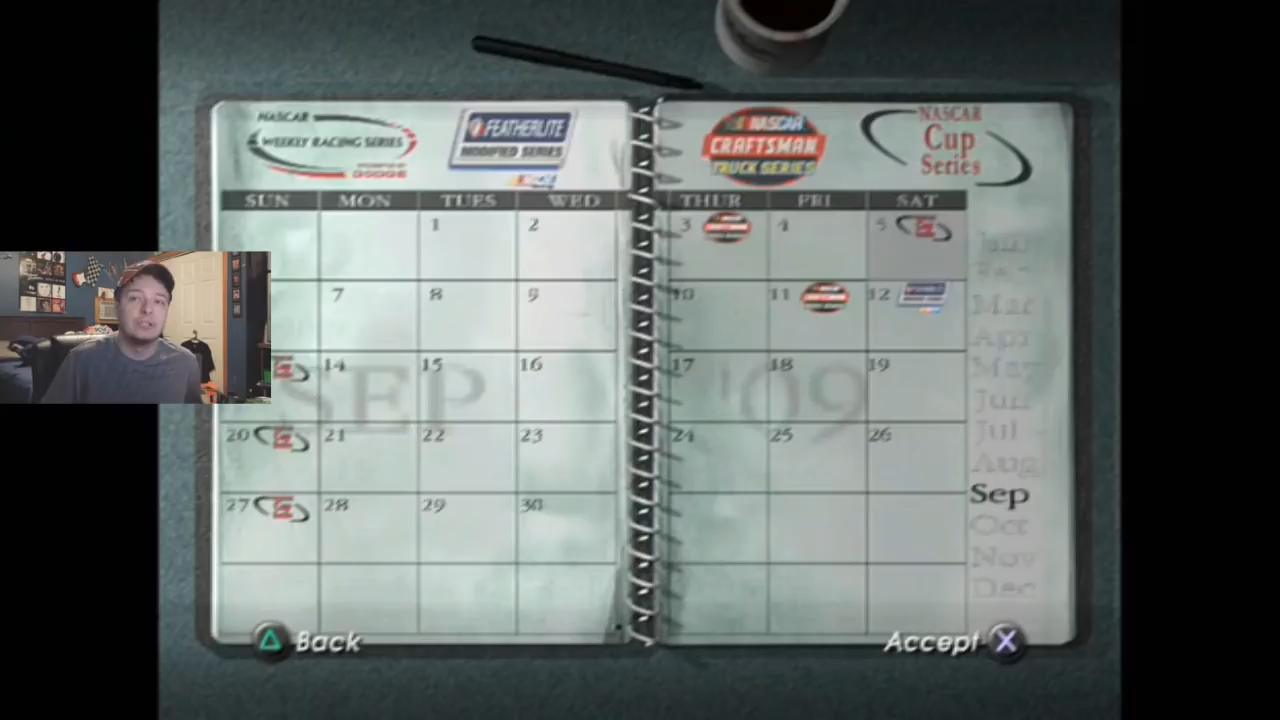 NASCAR
WEEKLY RACING SERIES
DODGE
FEATHERLITE
MODIFIED SERIES
NASCAR
CRAFTSMAN
TRUCK SERIES
NASCAR
Cup
Series
SUN MON TUES WED THUR FRI SAT
1 2 3 4 5
7 8 9 10 11 12
14 15 16 17 18 19
SEP '09
20 21 22 23 24 25 26
27 28 29 30
Jan
Mar
Apr
May
Jun
Jul
Aug
Sep
Oct
Nov
Dec
Back
Accept X